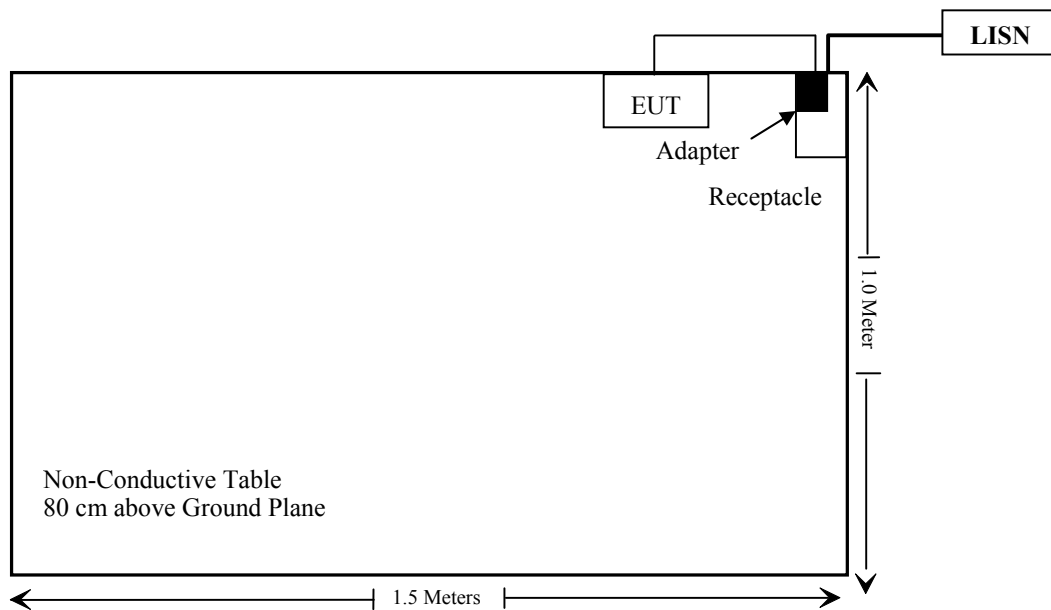 LISN
EUT
Adapter
Receptacle
1.0 Meter
Non-Conductive Table
80 cm above Ground Plane
1.5 Meters